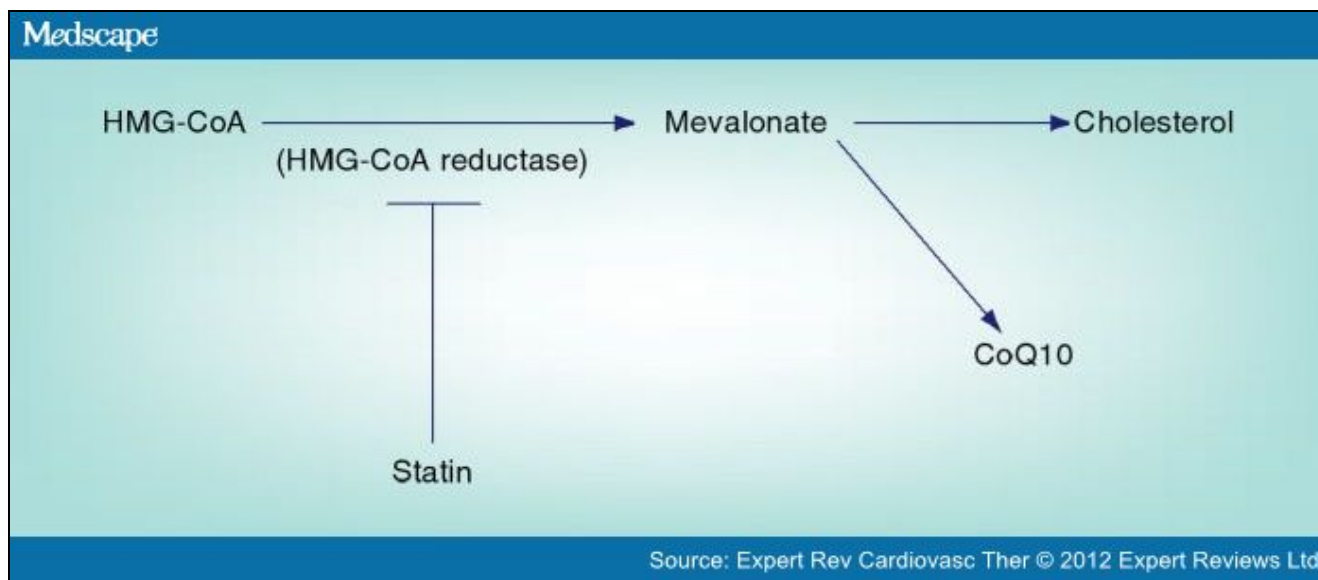 Medscape
HMG-CoA
Mevalonate
Cholesterol
(HMG-CoA reductase)
CoQ10
Statin
Source: Expert Rev Cardiovasc Ther © 2012 Expert Reviews Ltd